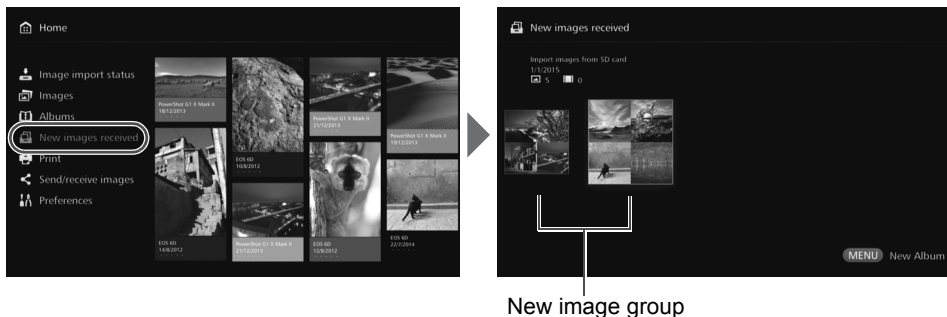 Home
Image import status
Images
Albums
New images received
Print
Send/receive images
Preferences
PowerShot G1 X Mark II
18/12/2013
EOS 6D
14/8/2012
EOS 6D
10/8/2012
PowerShot G1 X Mark II
21/12/2013
PowerShot G1 X Mark II
21/12/2013
EOS 6D
12/8/2012
PowerShot G1 X Mark II
19/12/2013
EOS 6D
22/7/2014
New images received
Import images from SD card
1/1/2015
5 0
MENU New Album
New image group